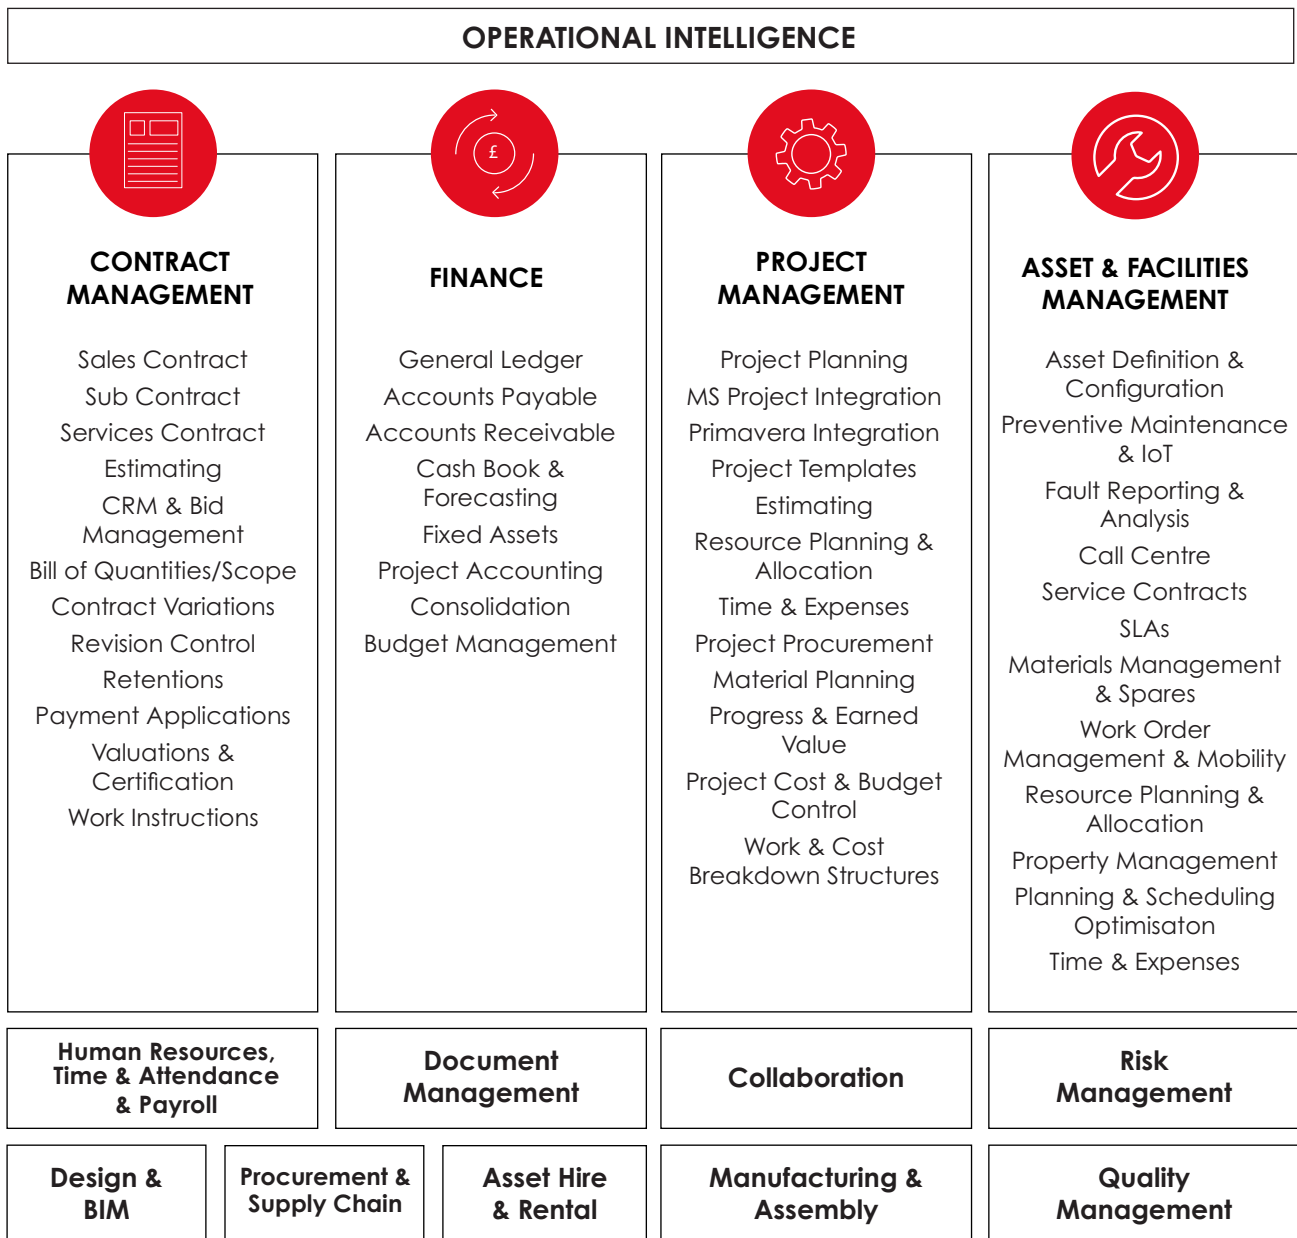 OPERATIONAL INTELLIGENCE
£
CONTRACT
MANAGEMENT
Sales Contract
Sub Contract
Services Contract
Estimating
CRM & Bid
Management
Bill of Quantities/Scope
Contract Variations
Revision Control
Retentions
Payment Applications
Valuations &
Certification
Work Instructions
FINANCE
General Ledger
Accounts Payable
Accounts Receivable
Cash Book &
Forecasting
Fixed Assets
Project Accounting
Consolidation
Budget Management
PROJECT
MANAGEMENT
Project Planning
MS Project Integration
Primavera Integration
Project Templates
Estimating
Resource Planning &
Allocation
Time & Expenses
Project Procurement
Material Planning
Progress & Earned
Value
Project Cost & Budget
Control
Work & Cost
Breakdown Structures
ASSET & FACILITIES
MANAGEMENT
Asset Definition &
Configuration
Preventive Maintenance
& IoT
Fault Reporting &
Analysis
Call Centre
Service Contracts
SLAs
Materials Management
& Spares
Work Order
Management & Mobility
Resource Planning &
Allocation
Property Management
Planning & Scheduling
Optimisaton
Time & Expenses
Human Resources,
Time & Attendance
& Payroll
Document
Management
Collaboration
Risk
Management
Design &
BIM
Procurement &
Supply Chain
Asset Hire
& Rental
Manufacturing &
Assembly
Quality
Management